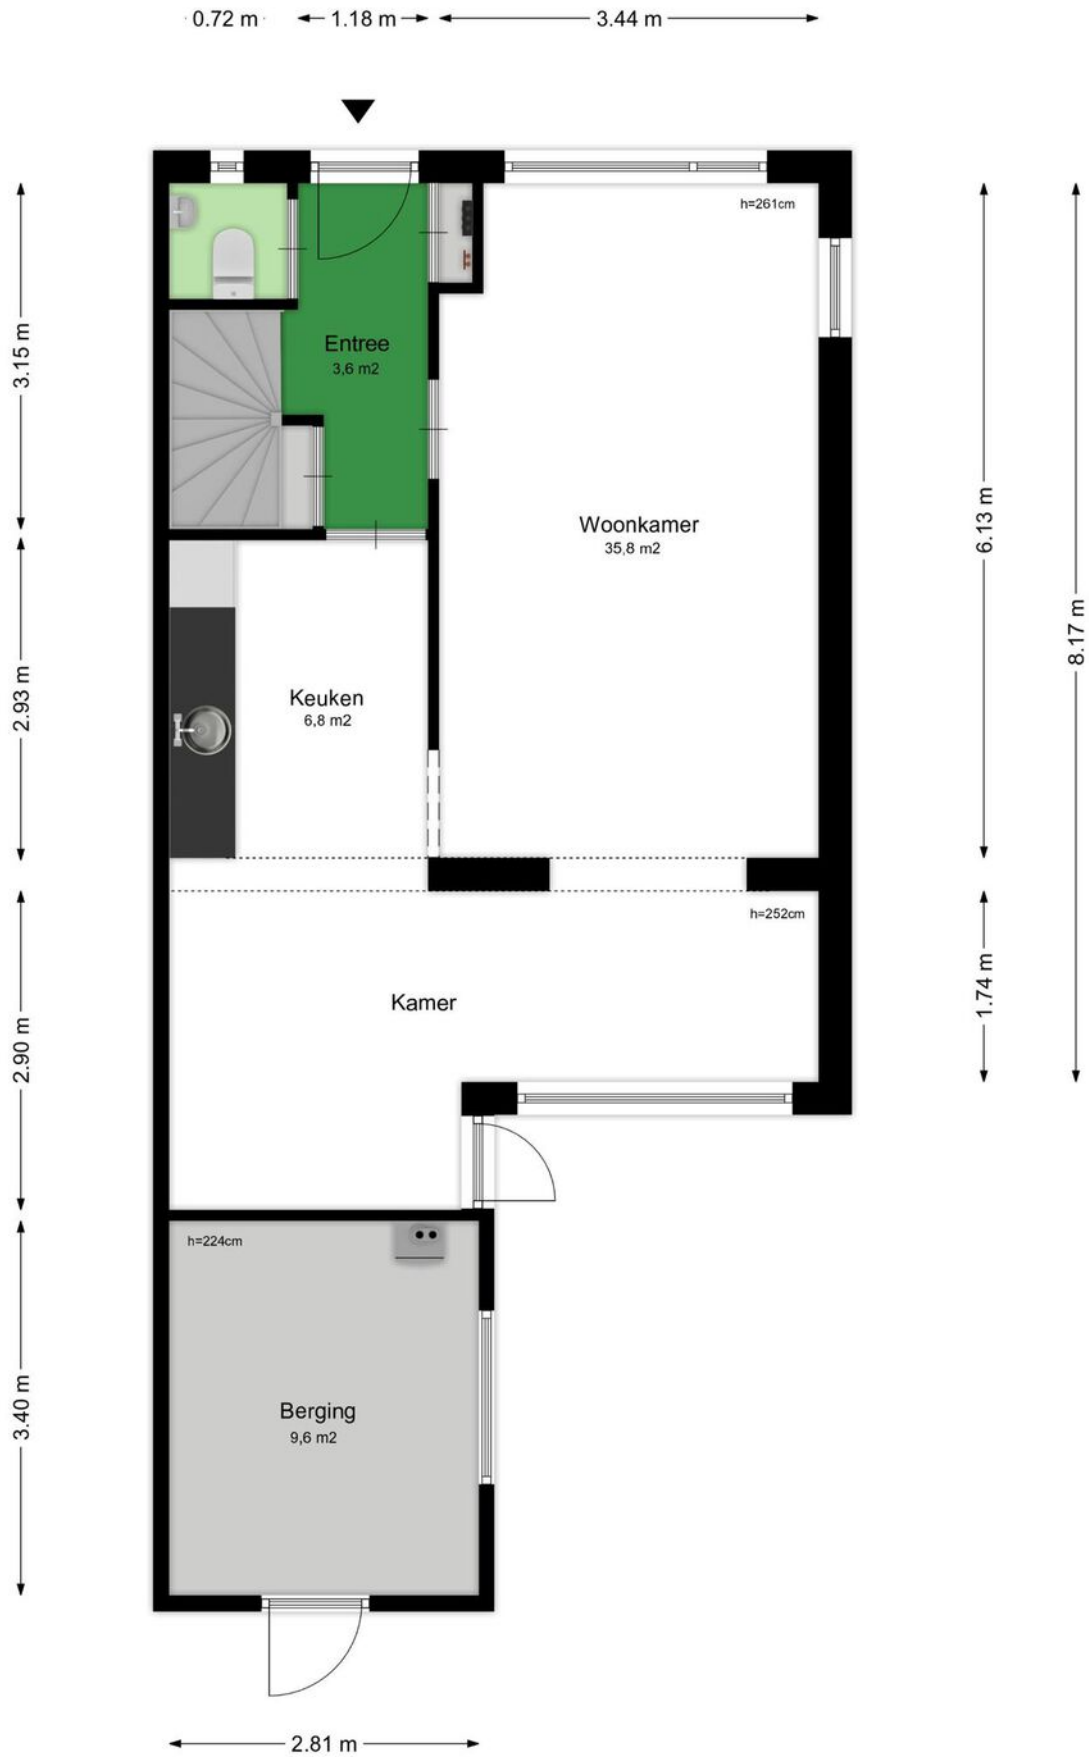 0.72 m
1.18 m
3.44 m
h=261cm
3.15 m
Entree
3,6 m2
6.13 m
8.17 m
Woonkamer
35,8 m2
2.93 m
Keuken
6,8 m2
h=252cm
1.74 m
Kamer
2.90 m
h=224cm
3.40 m
Berging
9,6 m2
2.81 m